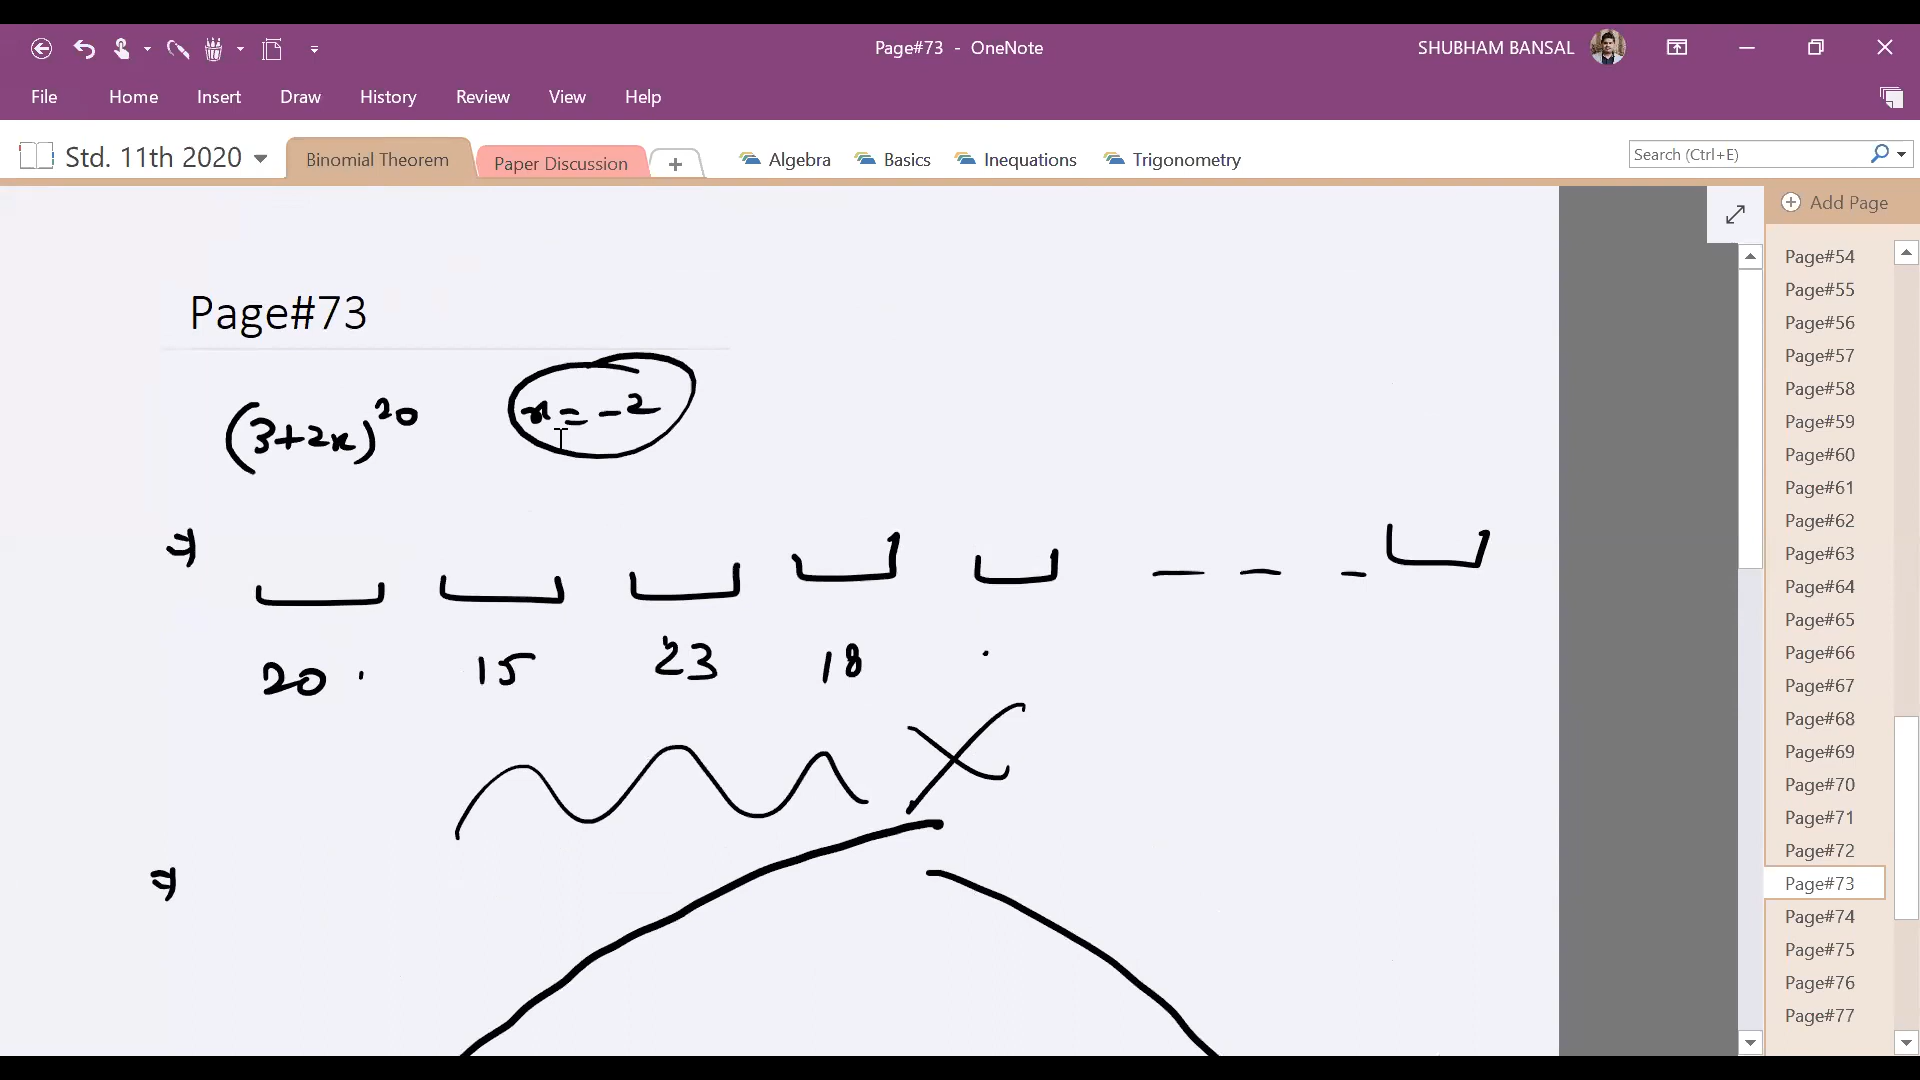 Page#73 - OneNote
SHUBHAM BANSAL
File Home Insert Draw History Review View Help
Std. 11th 2020
Binomial Theorem
Paper Discussion
+
Algebra
Basics
Inequations
Trigonometry
Search (Ctrl+E)
Add Page
Page#73
(3+2x)^20 x = -2
⇒
20 . 15 23 18 .
⇒
Page#54
Page#55
Page#56
Page#57
Page#58
Page#59
Page#60
Page#61
Page#62
Page#63
Page#64
Page#65
Page#66
Page#67
Page#68
Page#69
Page#70
Page#71
Page#72
Page#73
Page#74
Page#75
Page#76
Page#77